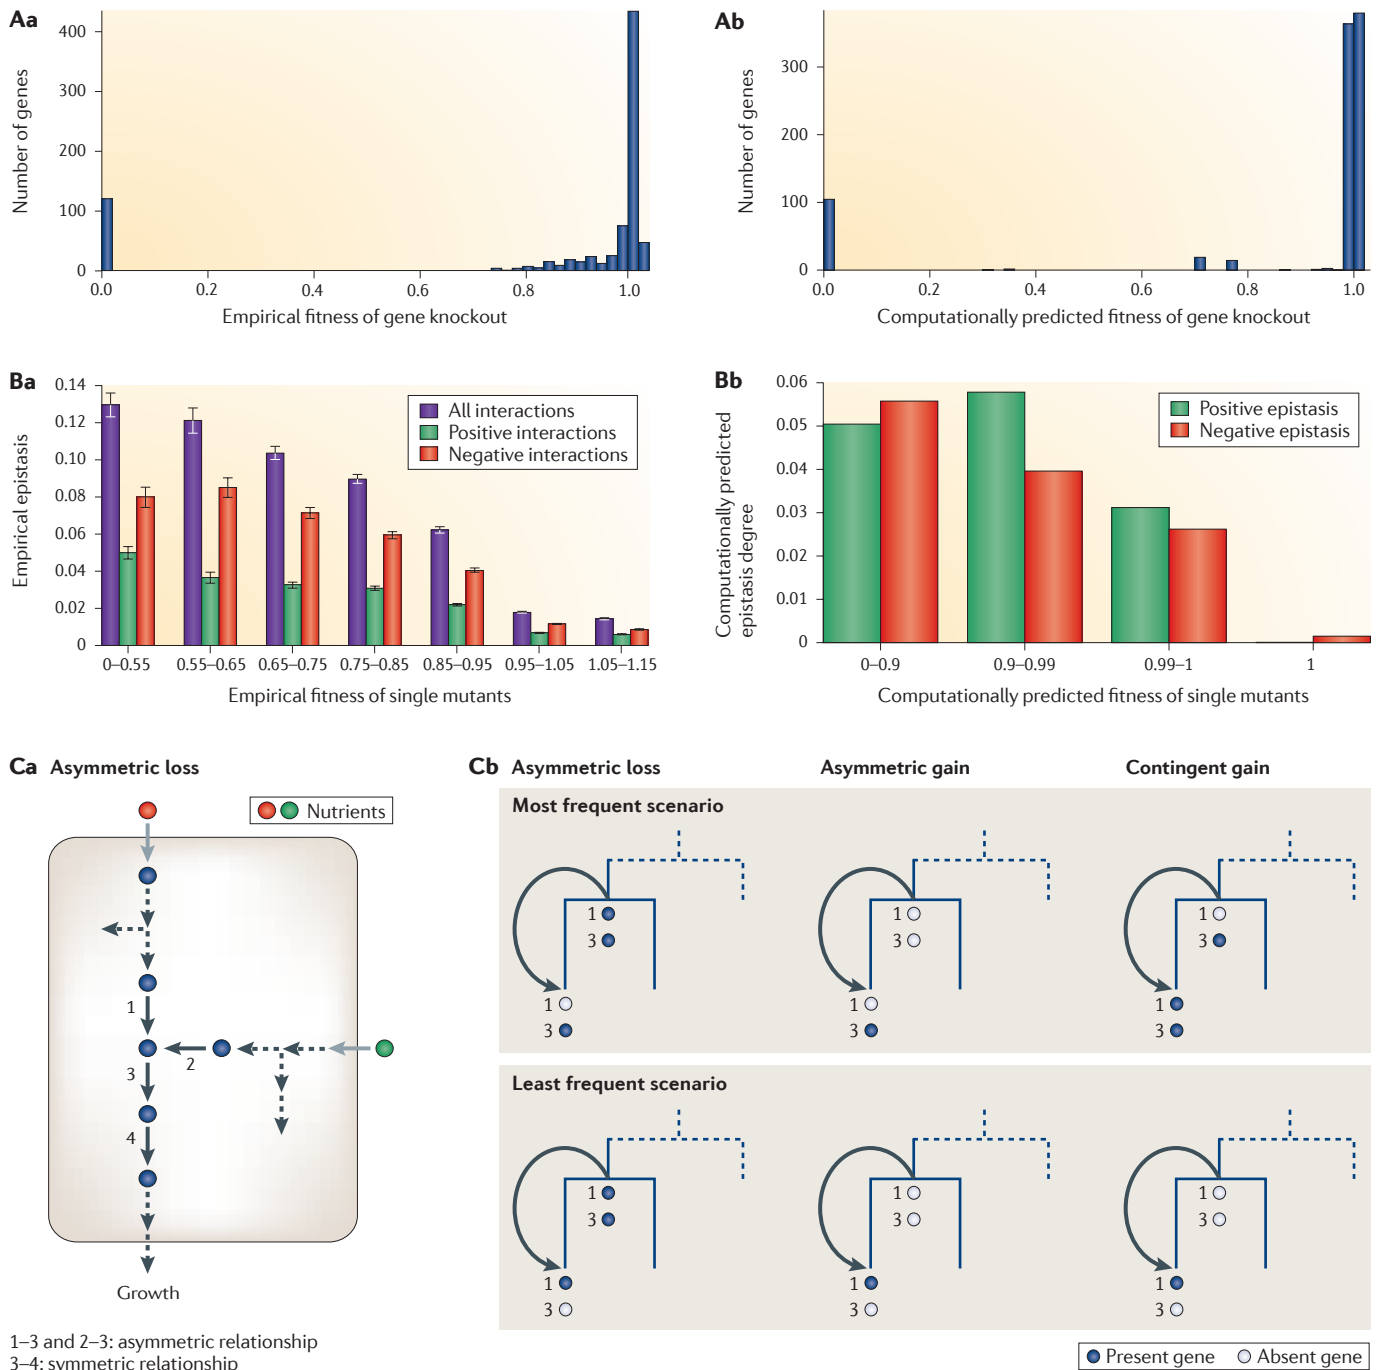 Aa
400
300
200
100
0
Number of genes
0.0 0.2 0.4 0.6 0.8 1.0
Empirical fitness of gene knockout
Ab
300
200
100
0
Number of genes
0.0 0.2 0.4 0.6 0.8 1.0
Computationally predicted fitness of gene knockout
Ba
0.14
0.12
0.10
0.08
0.06
0.04
0.02
0
Empirical epistasis
All interactions
Positive interactions
Negative interactions
0–0.55 0.55–0.65 0.65–0.75 0.75–0.85 0.85–0.95 0.95–1.05 1.05–1.15
Empirical fitness of single mutants
Bb
0.06
0.05
0.04
0.03
0.02
0.01
0
Computationally predicted
epistasis degree
Positive epistasis
Negative epistasis
0–0.9 0.9–0.99 0.99–1 1
Computationally predicted fitness of single mutants
Ca Asymmetric loss
Nutrients
1
2
3
4
Growth
1–3 and 2–3: asymmetric relationship
3–4: symmetric relationship
Cb Asymmetric loss Asymmetric gain Contingent gain
Most frequent scenario
1 1 1
3 3 3
1 1 1
3 3 3
Least frequent scenario
1 1 1
3 3 3
1 1 1
3 3 3
Present gene Absent gene